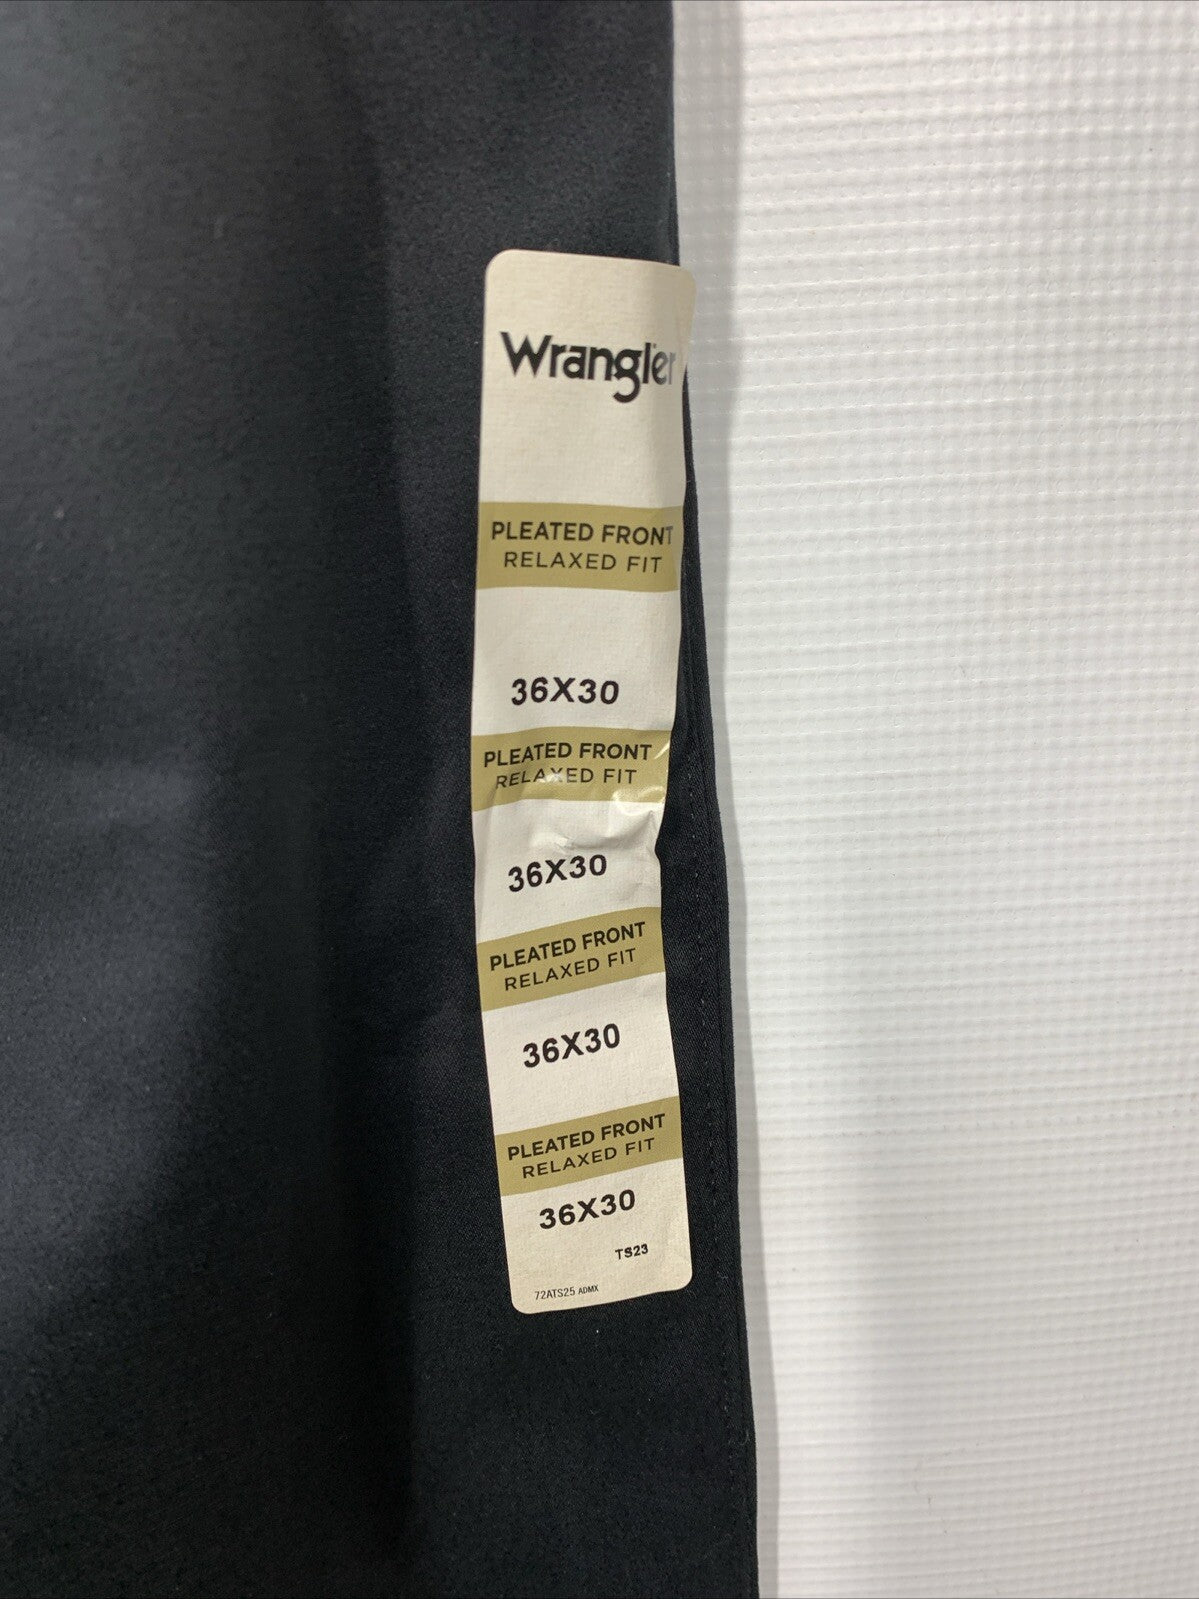 Wrangler
PLEATED FRONT
RELAXED FIT
36X30
PLEATED FRONT
RELAXED FIT
36X30
PLEATED FRONT
RELAXED FIT
36X30
PLEATED FRONT
RELAXED FIT
36X30
TS23
72ATS25 ADMX